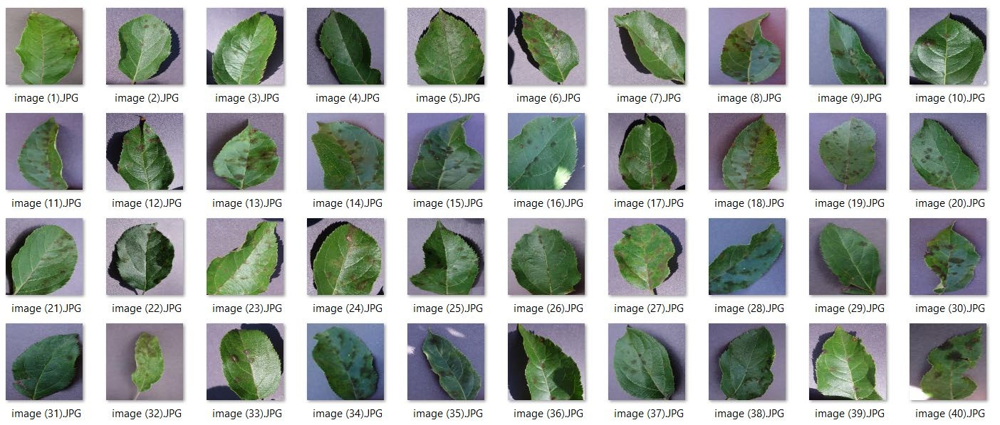 image (1).JPG image (2).JPG image (3).JPG image (4).JPG image (5).JPG image (6).JPG image (7).JPG image (8).JPG image (9).JPG image (10).JPG
image (11).JPG image (12).JPG image (13).JPG image (14).JPG image (15).JPG image (16).JPG image (17).JPG image (18).JPG image (19).JPG image (20).JPG
image (21).JPG image (22).JPG image (23).JPG image (24).JPG image (25).JPG image (26).JPG image (27).JPG image (28).JPG image (29).JPG image (30).JPG
image (31).JPG image (32).JPG image (33).JPG image (34).JPG image (35).JPG image (36).JPG image (37).JPG image (38).JPG image (39).JPG image (40).JPG